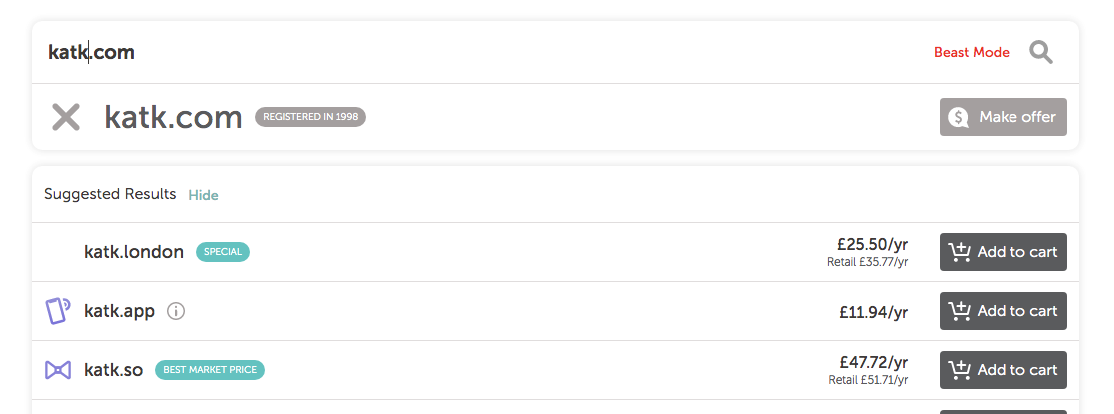 katk.com Beast Mode
katk.com REGISTERED IN 1998 Make offer
Suggested Results Hide
katk.london SPECIAL £25.50/yr Add to cart
Retail £35.77/yr
katk.app £11.94/yr Add to cart
katk.so BEST MARKET PRICE £47.72/yr Add to cart
Retail £51.71/yr